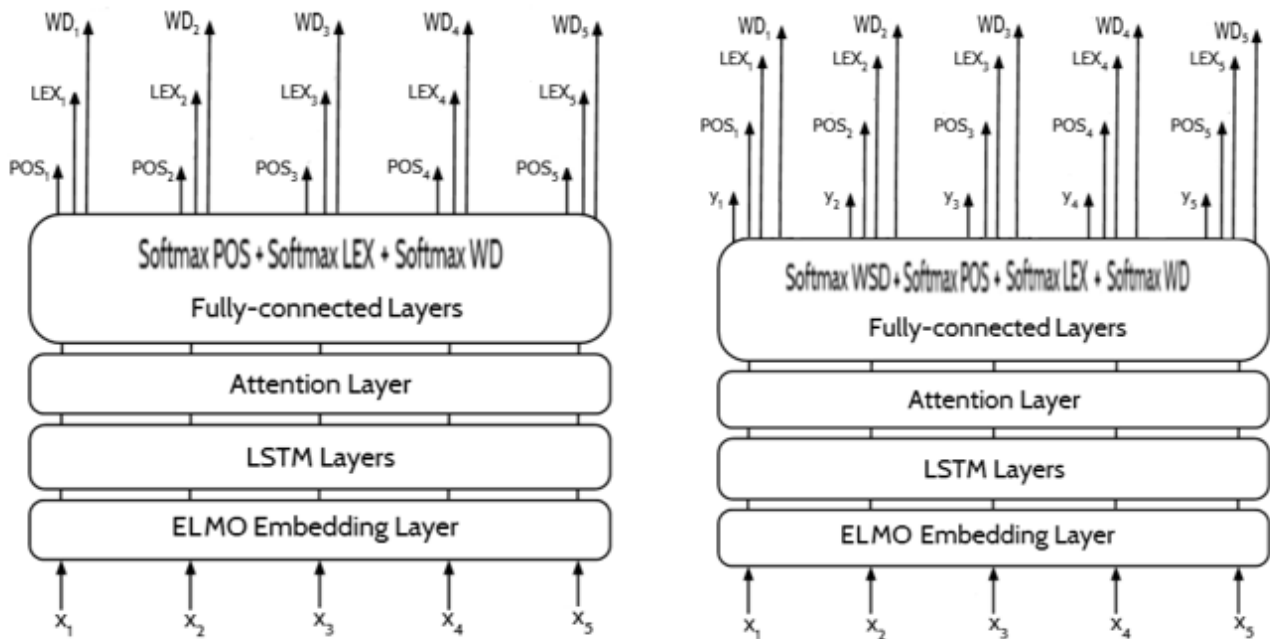 WD₁ WD₂ WD₃ WD₄ WD₅
LEX₁ LEX₂ LEX₃ LEX₄ LEX₅
POS₁ POS₂ POS₃ POS₄ POS₅
Softmax POS + Softmax LEX + Softmax WD
Fully-connected Layers
Attention Layer
LSTM Layers
ELMO Embedding Layer
x₁ x₂ x₃ x₄ x₅
WD₁ WD₂ WD₃ WD₄ WD₅
LEX₁ LEX₂ LEX₃ LEX₄ LEX₅
POS₁ POS₂ POS₃ POS₄ POS₅
y₁ y₂ y₃ y₄ y₅
Softmax WSD + Softmax POS + Softmax LEX + Softmax WD
Fully-connected Layers
Attention Layer
LSTM Layers
ELMO Embedding Layer
x₁ x₂ x₃ x₄ x₅